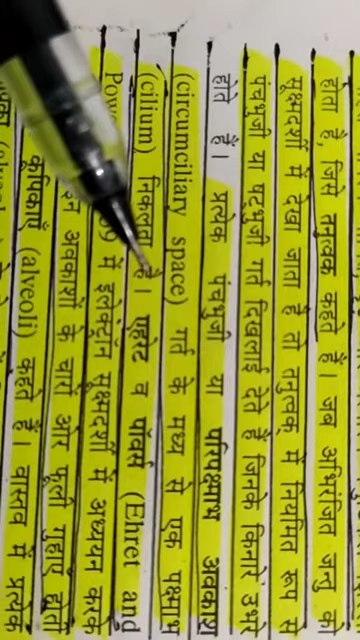 होता है, जिसे तनुत्वक् कहते हैं। जब अभिरंजित जन्तु को
सूक्ष्मदर्शी में देखा जाता है तो तनुत्वक् में नियमित रूप से
पंचभुजी या षट्भुजी गर्त दिखलाई देते हैं जिनके किनारे उभरे
होते हैं। प्रत्येक पंचभुजी या परिपक्ष्माभ अवकाश
(circumciliary space) गर्त के मध्य से एक पक्ष्माभ
(cilium) निकलता है। एहरेट व पॉवर्स (Ehret and
में इलेक्ट्रॉन सूक्ष्मदर्शी में अध्ययन करके
इन अवकाशों के चारों ओर फूली गुहाएँ होती
कूपिकाएँ (alveoli) कहते हैं। वास्तव में प्रत्येक